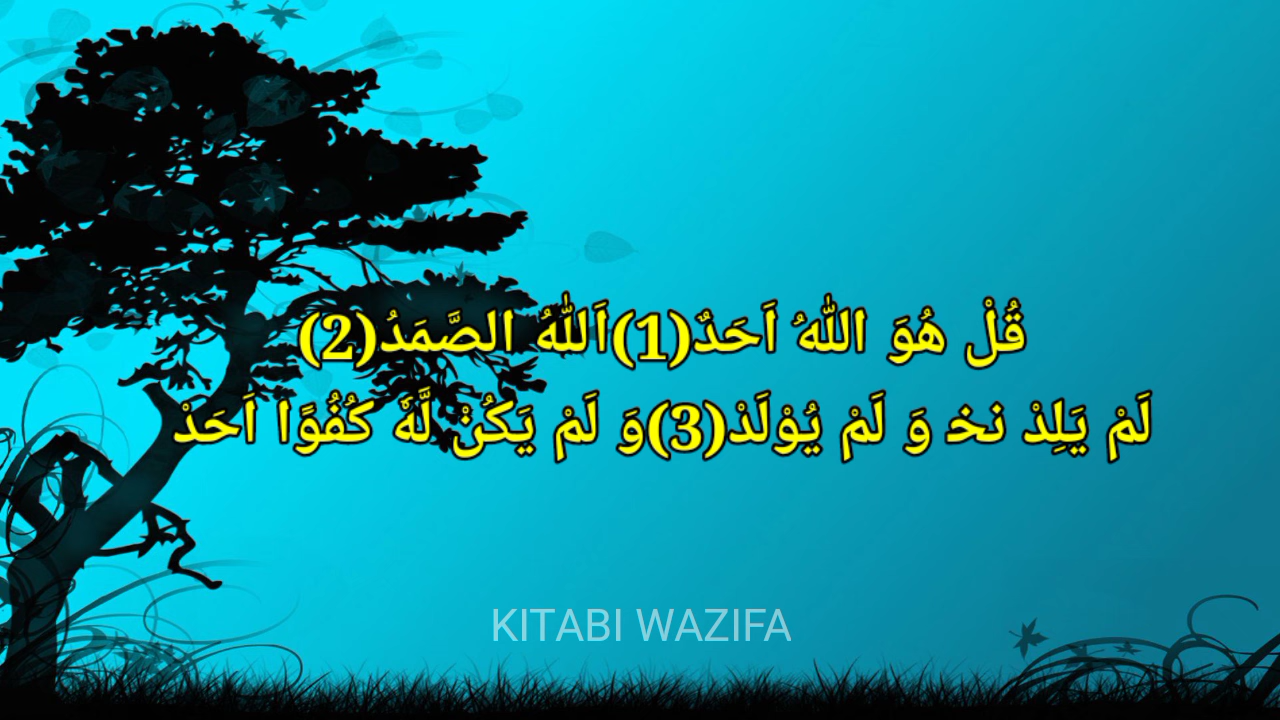 قُلْ هُوَ اللّٰهُ اَحَدٌ(1)اَللّٰهُ الصَّمَدُ(2)
لَمْ يَلِدْ نخ وَ لَمْ يُوْلَدْ(3)وَ لَمْ يَكُنْ لَّهٗ كُفُوًا اَحَدْ
KITABI WAZIFA